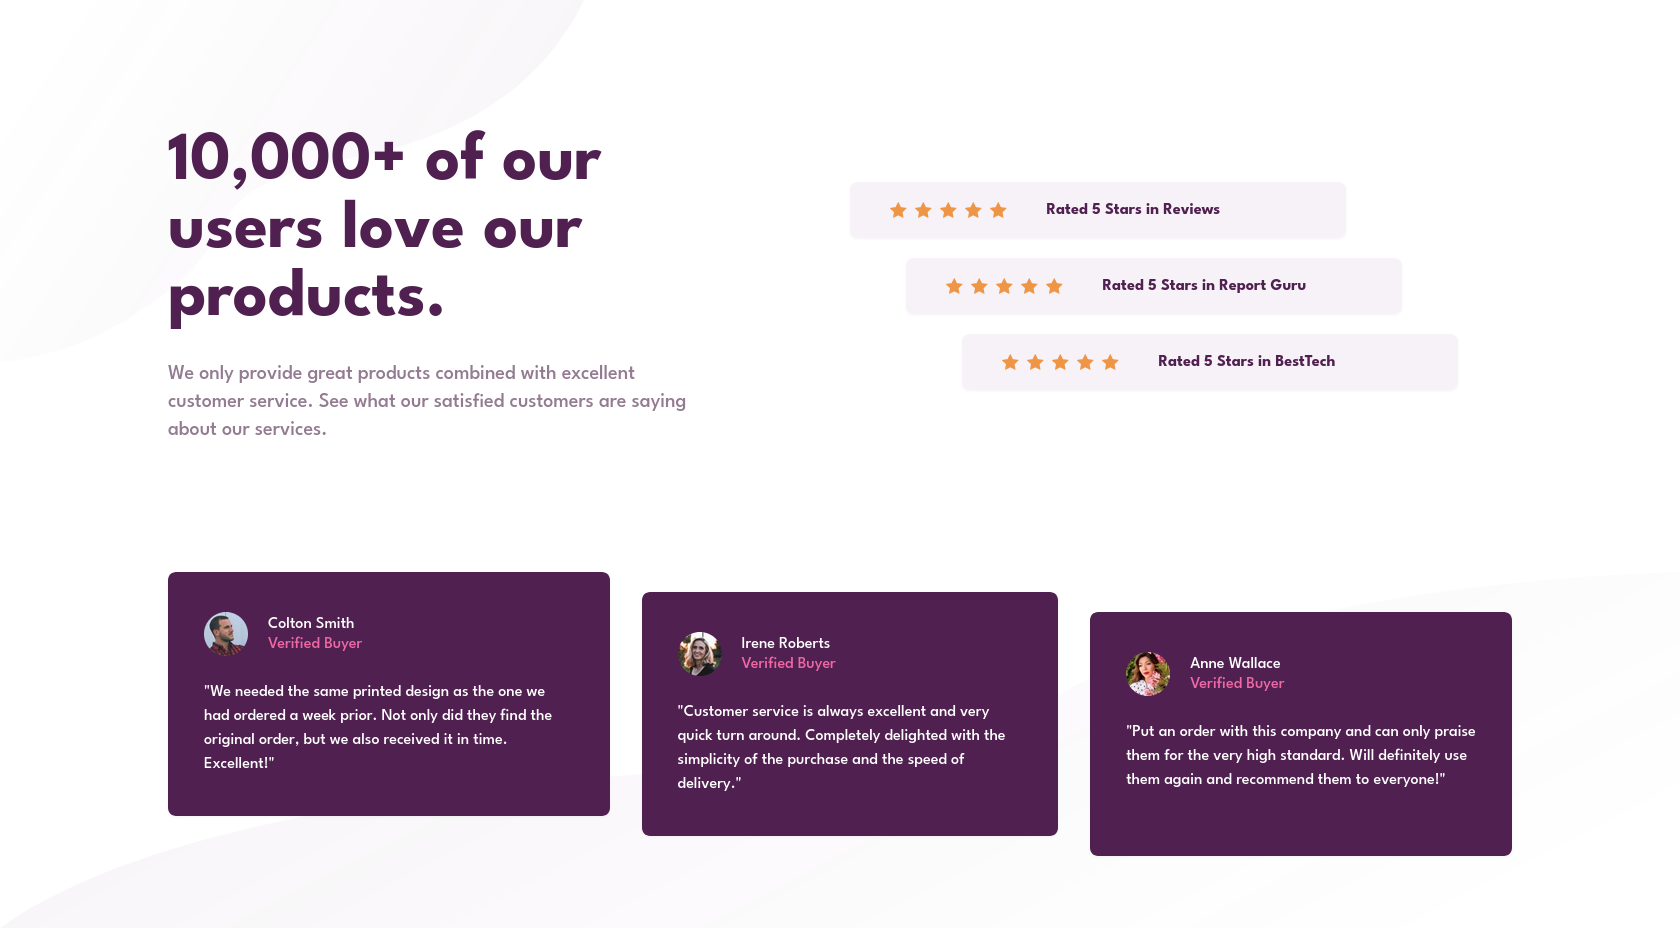 10,000+ of our
users love our
products.
We only provide great products combined with excellent
customer service. See what our satisfied customers are saying
about our services.
Rated 5 Stars in Reviews
Rated 5 Stars in Report Guru
Rated 5 Stars in BestTech
Colton Smith
Verified Buyer
"We needed the same printed design as the one we
had ordered a week prior. Not only did they find the
original order, but we also received it in time.
Excellent!"
Irene Roberts
Verified Buyer
"Customer service is always excellent and very
quick turn around. Completely delighted with the
simplicity of the purchase and the speed of
delivery."
Anne Wallace
Verified Buyer
"Put an order with this company and can only praise
them for the very high standard. Will definitely use
them again and recommend them to everyone!"